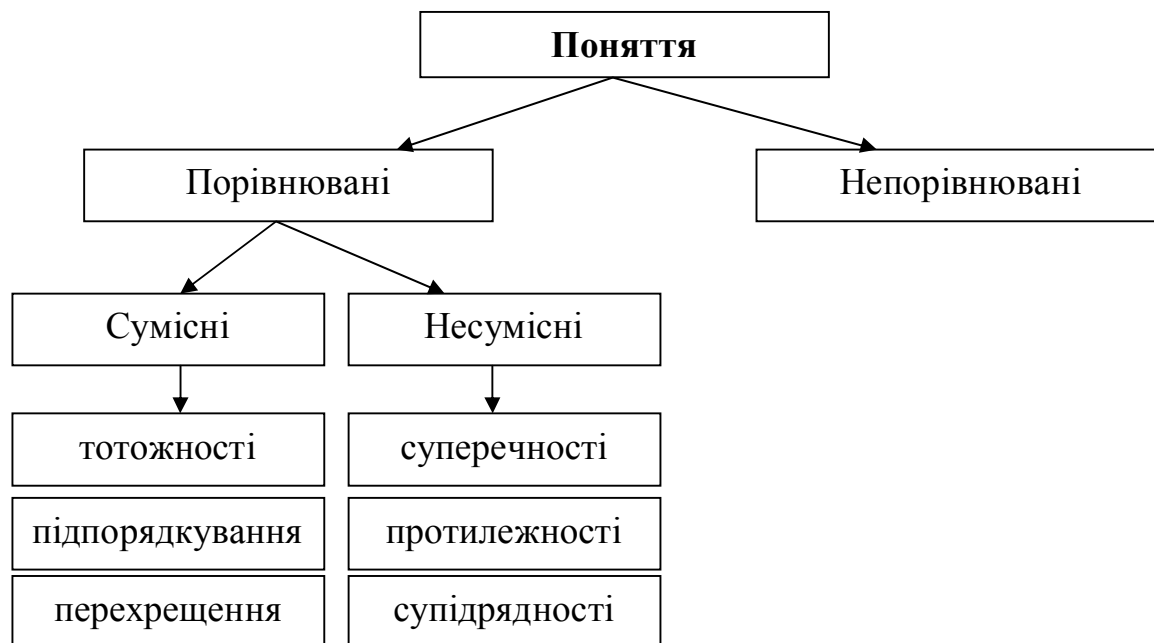 Поняття
Порівнювані
Непорівнювані
Сумісні
Несумісні
тотожності
суперечності
підпорядкування
протилежності
перехрещення
супідрядності